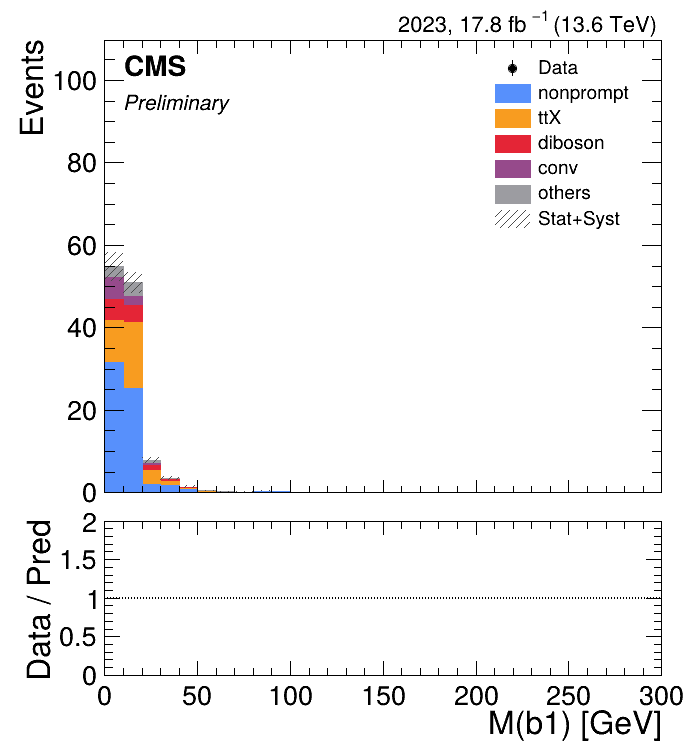 2023, 17.8 fb⁻¹ (13.6 TeV)
CMS
Preliminary
Events
100
80
60
40
20
0
Data
nonprompt
ttX
diboson
conv
others
Stat+Syst
Data / Pred
2
1.5
1
0.5
0
0 50 100 150 200 250 300
M(b1) [GeV]